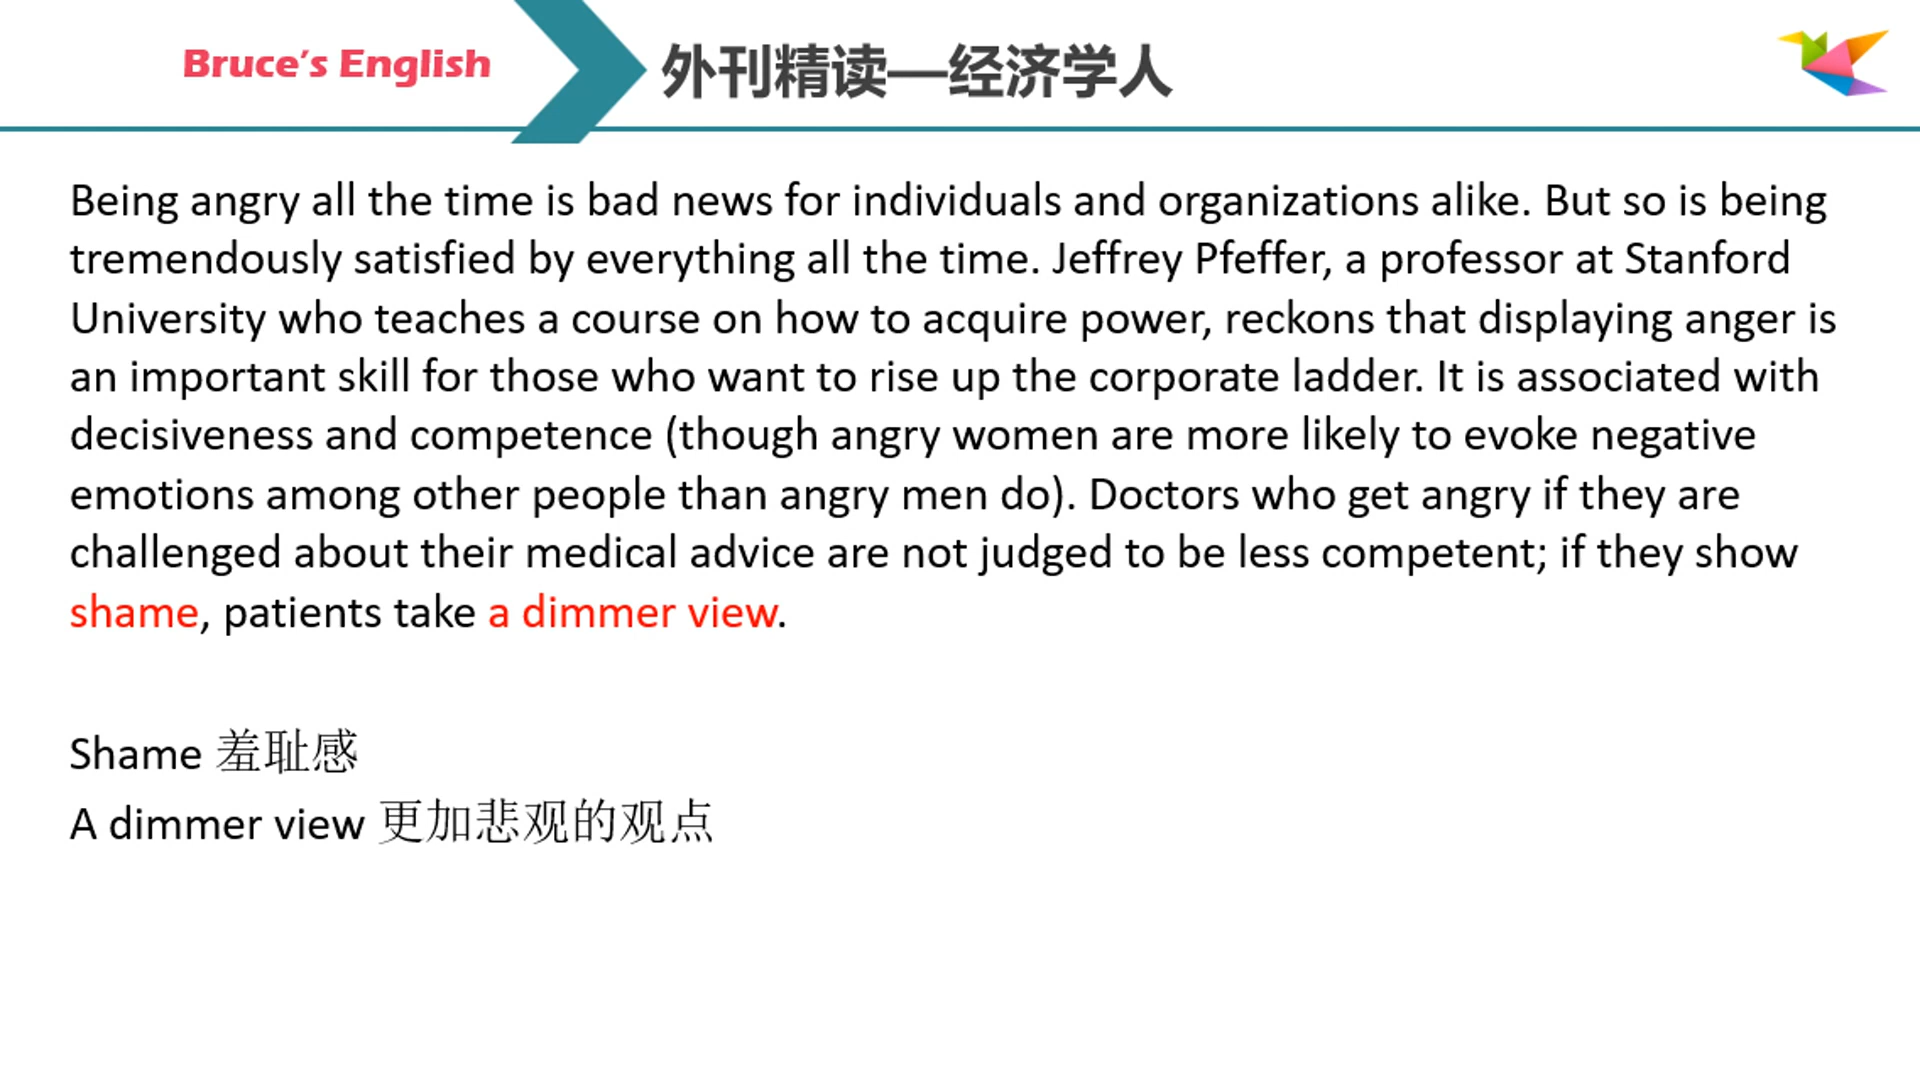 Bruce's English
外刊精读—经济学人
Being angry all the time is bad news for individuals and organizations alike. But so is being
tremendously satisfied by everything all the time. Jeffrey Pfeffer, a professor at Stanford
University who teaches a course on how to acquire power, reckons that displaying anger is
an important skill for those who want to rise up the corporate ladder. It is associated with
decisiveness and competence (though angry women are more likely to evoke negative
emotions among other people than angry men do). Doctors who get angry if they are
challenged about their medical advice are not judged to be less competent; if they show
shame, patients take a dimmer view.
Shame 羞耻感
A dimmer view 更加悲观的观点